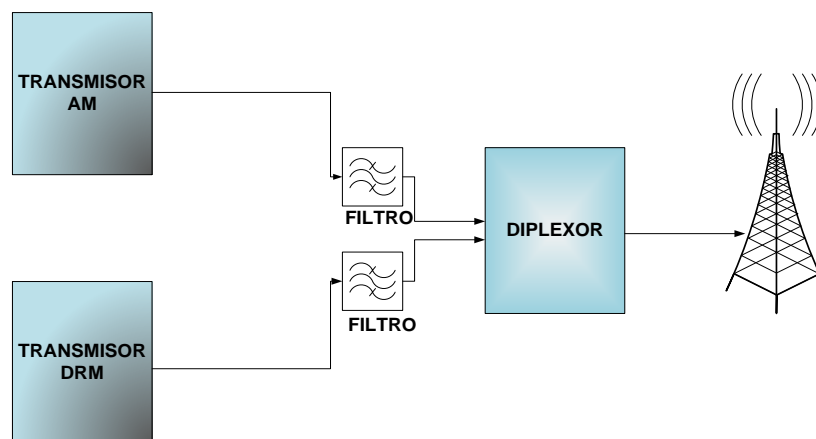 TRANSMISOR
AM
FILTRO
DIPLEXOR
FILTRO
TRANSMISOR
DRM